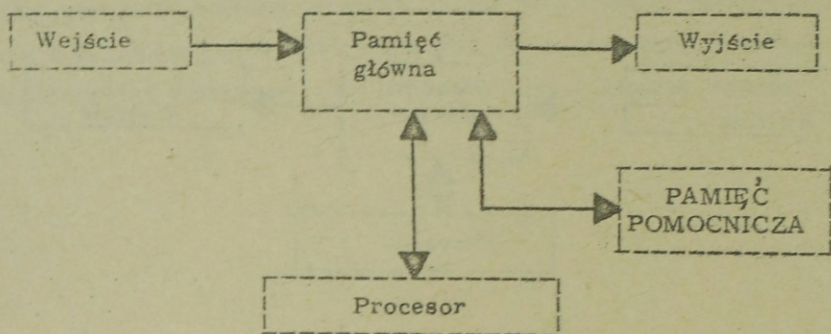 Wejście
Pamięć
główna
Wyjście
PAMIĘĆ
POMOCNICZA
Procesor